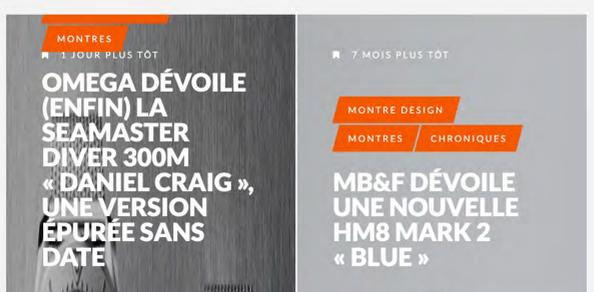 MONTRES
1 JOUR PLUS TÔT
OMEGA DÉVOILE
(ENFIN) LA
SEAMASTER
DIVER 300M
« DANIEL CRAIG »,
UNE VERSION
ÉPURÉE SANS
DATE
7 MOIS PLUS TÔT
MONTRE DESIGN
MONTRES CHRONIQUES
MB&F DÉVOILE
UNE NOUVELLE
HM8 MARK 2
« BLUE »